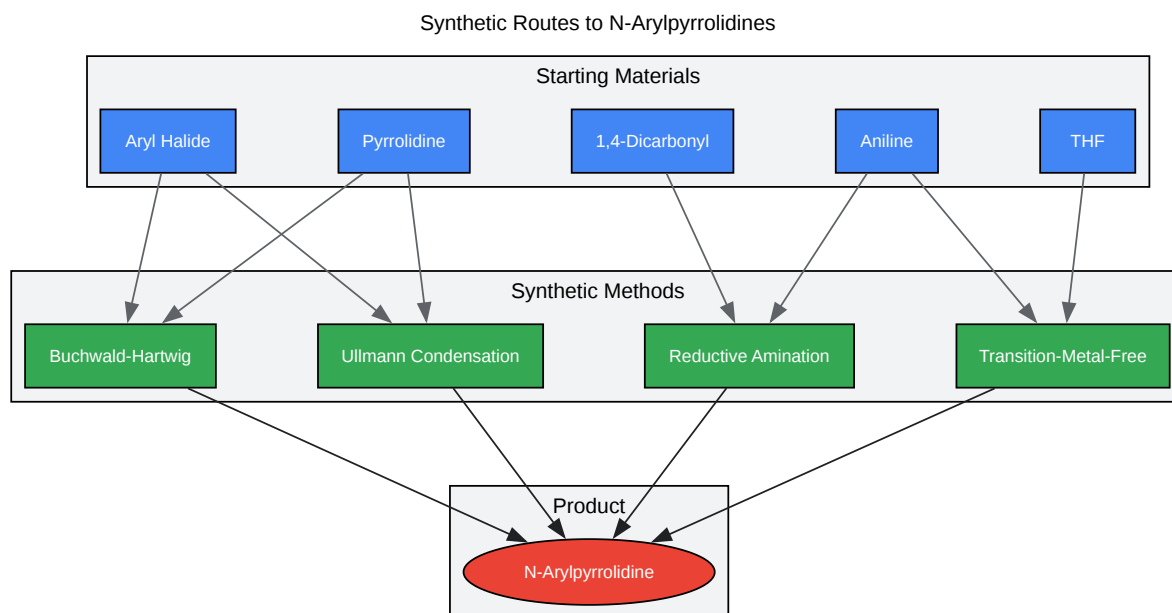 Synthetic Routes to N-Arylpyrrolidines
Starting Materials
Aryl Halide
Pyrrolidine
1,4-Dicarbonyl
Aniline
THF
Synthetic Methods
Buchwald-Hartwig
Ullmann Condensation
Reductive Amination
Transition-Metal-Free
Product
N-Arylpyrrolidine